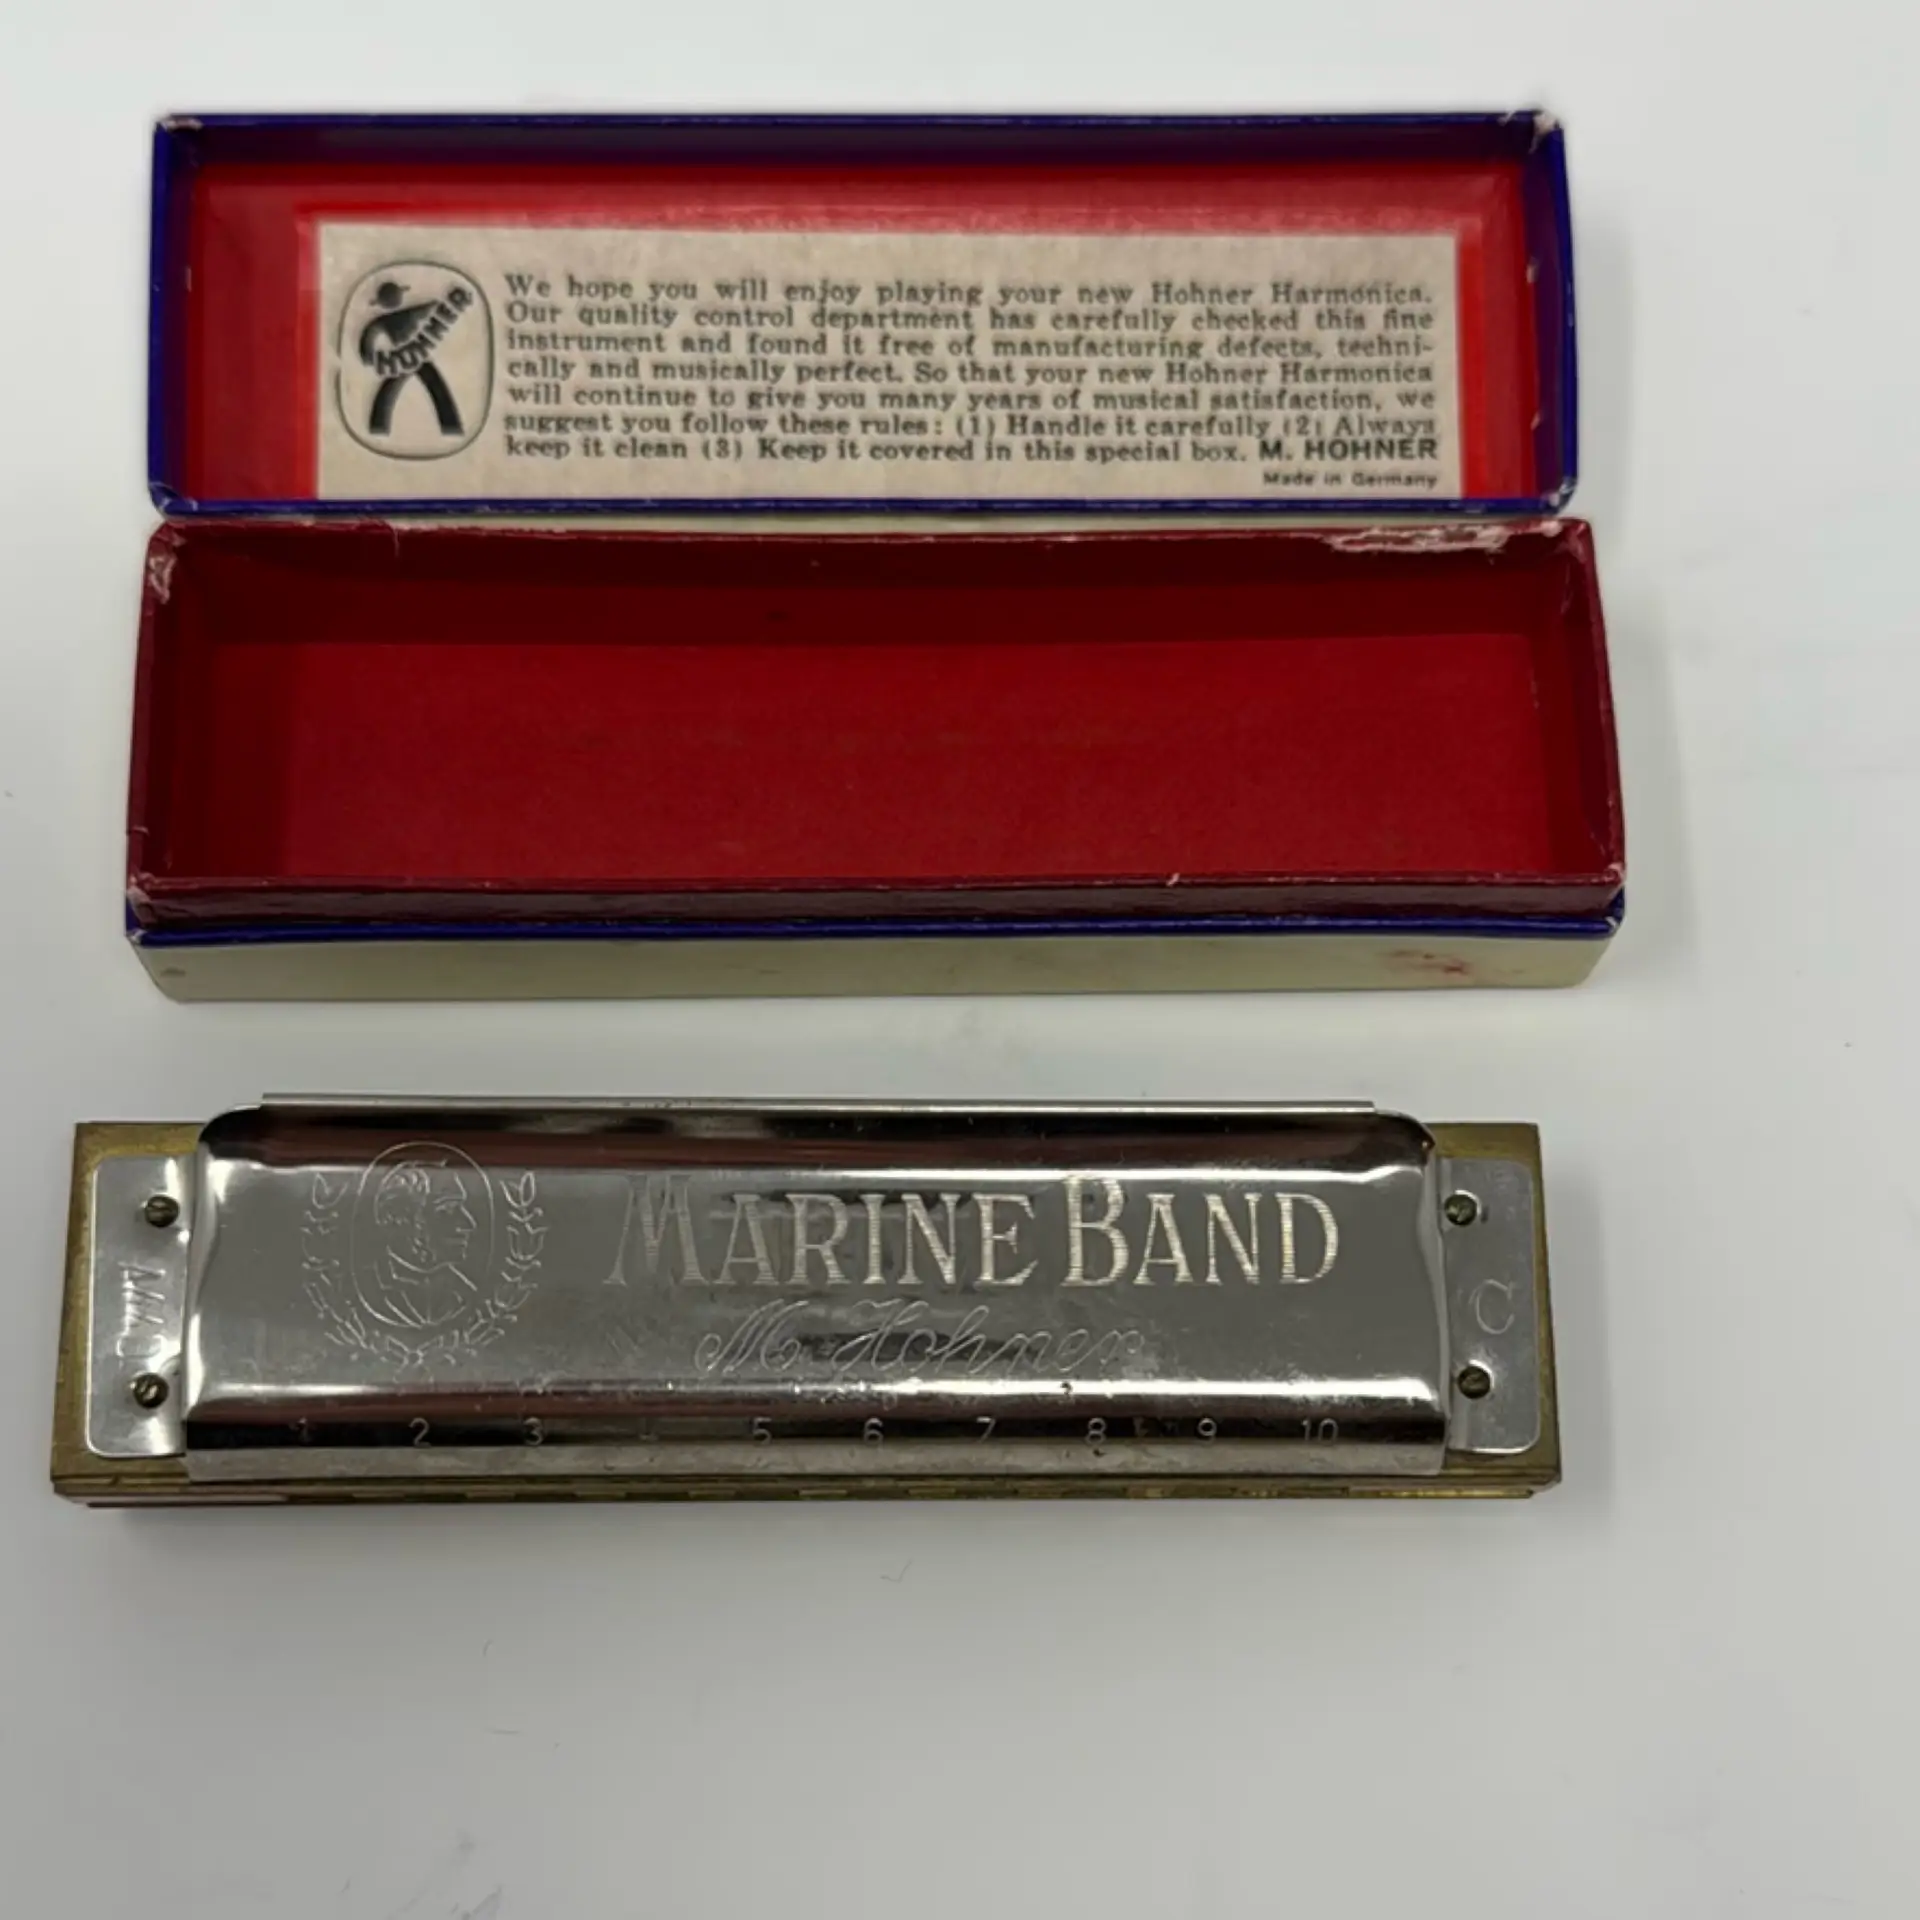 HOHNER
We hope you will enjoy playing your new Hohner Harmonica.
Our quality control department has carefully checked this fine
instrument and found it free of manufacturing defects, techni-
cally and musically perfect. So that your new Hohner Harmonica
will continue to give you many years of musical satisfaction, we
suggest you follow these rules: (1) Handle it carefully (2) Always
keep it clean (3) Keep it covered in this special box. M. HOHNER
Made in Germany
MARINE BAND
M. Hohner
C
1 2 3 4 5 6 7 8 9 10